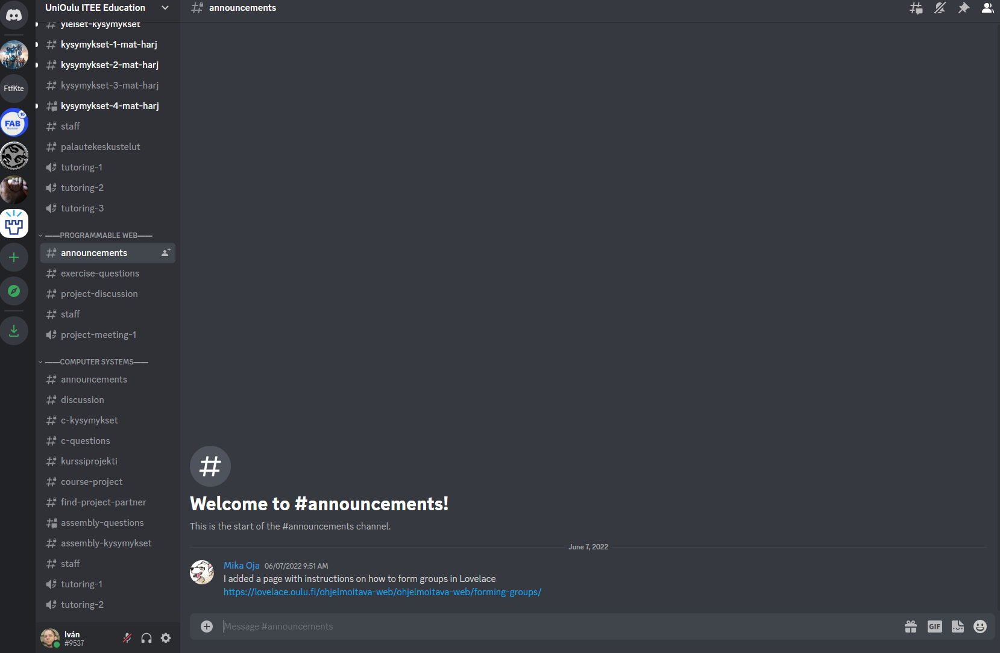 UniOulu ITEE Education
yleiset-kysymykset
kysymykset-1-mat-harj
kysymykset-2-mat-harj
kysymykset-3-mat-harj
kysymykset-4-mat-harj
staff
palautekeskustelut
tutoring-1
tutoring-2
tutoring-3
——PROGRAMMABLE WEB——
announcements
exercise-questions
project-discussion
staff
project-meeting-1
——COMPUTER SYSTEMS——
announcements
discussion
c-kysymykset
c-questions
kurssiprojekti
course-project
find-project-partner
assembly-questions
assembly-kysymykset
staff
tutoring-1
tutoring-2
Iván
#9537
FtfKte
FAB
16
announcements
#
Welcome to #announcements!
This is the start of the #announcements channel.
June 7, 2022
Mika Oja 06/07/2022 9:51 AM
I added a page with instructions on how to form groups in Lovelace
https://lovelace.oulu.fi/ohjelmoitava-web/ohjelmoitava-web/forming-groups/
Message #announcements
GIF